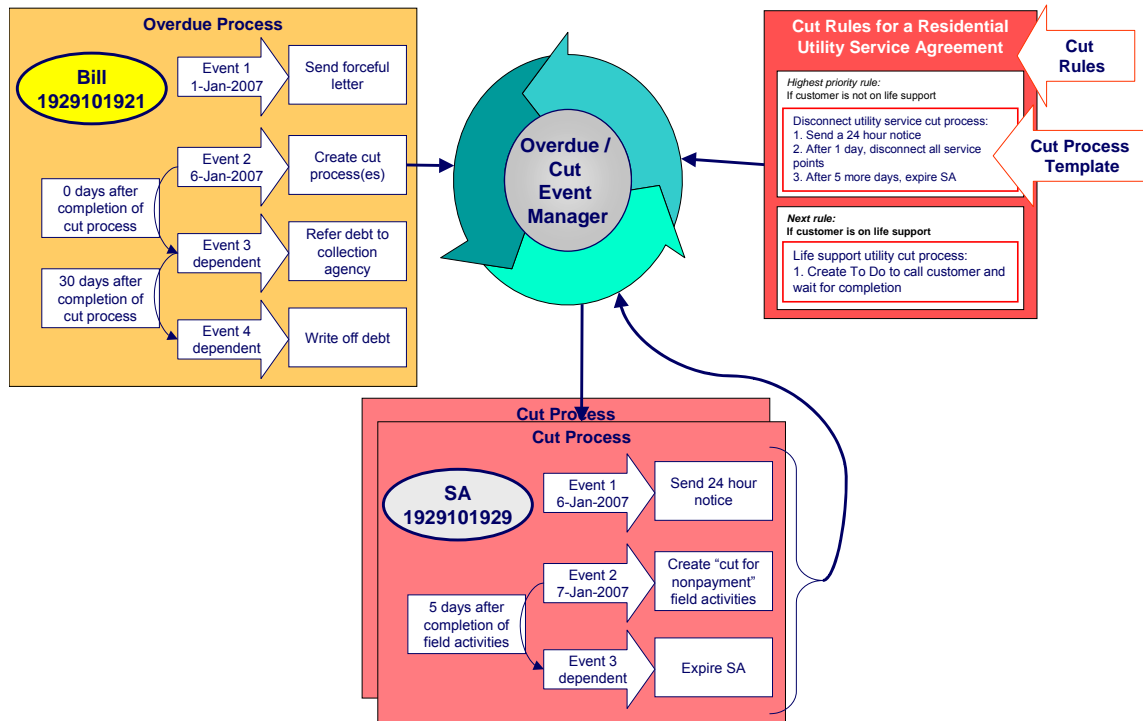 Overdue Process
Bill
1929101921
Event 1
1-Jan-2007
Send forceful
letter
Event 2
6-Jan-2007
Create cut
process(es)
0 days after
completion of
cut process
Event 3
dependent
Refer debt to
collection
agency
30 days after
completion of
cut process
Event 4
dependent
Write off debt
Overdue /
Cut
Event
Manager
Cut Rules for a Residential
Utility Service Agreement
Highest priority rule:
If customer is not on life support
Disconnect utility service cut process:
1. Send a 24 hour notice
2. After 1 day, disconnect all service
points
3. After 5 more days, expire SA
Next rule:
If customer is on life support
Life support utility cut process:
1. Create To Do to call customer and
wait for completion
Cut
Rules
Cut Process
Template
Cut Process
Cut Process
SA
1929101929
Event 1
6-Jan-2007
Send 24 hour
notice
Event 2
7-Jan-2007
Create “cut for
nonpayment”
field activities
5 days after
completion of
field activities
Event 3
dependent
Expire SA